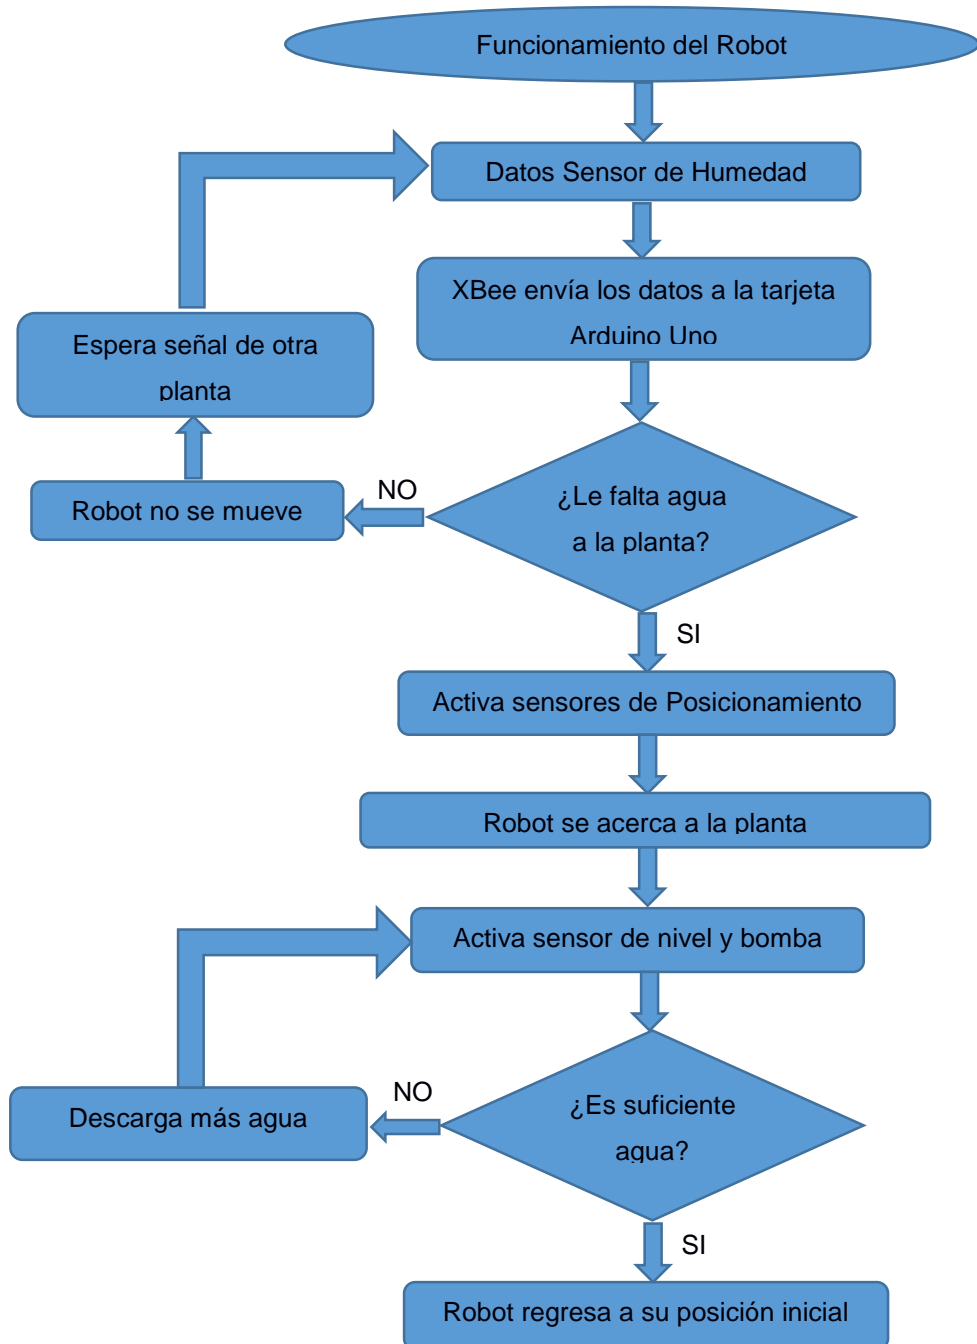 Funcionamiento del Robot
Datos Sensor de Humedad
XBee envía los datos a la tarjeta
Arduino Uno
Espera señal de otra
planta
Robot no se mueve
NO
¿Le falta agua
a la planta?
SI
Activa sensores de Posicionamiento
Robot se acerca a la planta
Activa sensor de nivel y bomba
Descarga más agua
NO
¿Es suficiente
agua?
SI
Robot regresa a su posición inicial